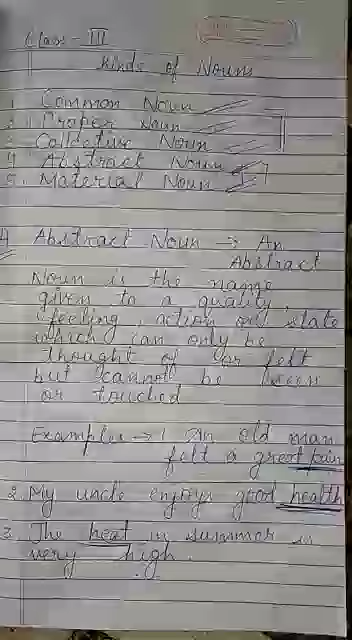 Class - III
Kinds of Noun
1. Common Noun
2. Proper Noun
3. Collective Noun
4. Abstract Noun
5. Material Noun
4 Abstract Noun → An
Abstract
Noun is the name
given to a quality,
feeling, action or state
which can only be
thought of or felt
but cannot be seen
or touched
Example → 1 An old man
felt a great pain
2. My uncle enjoys good health
3 The heat in summer is
very high.